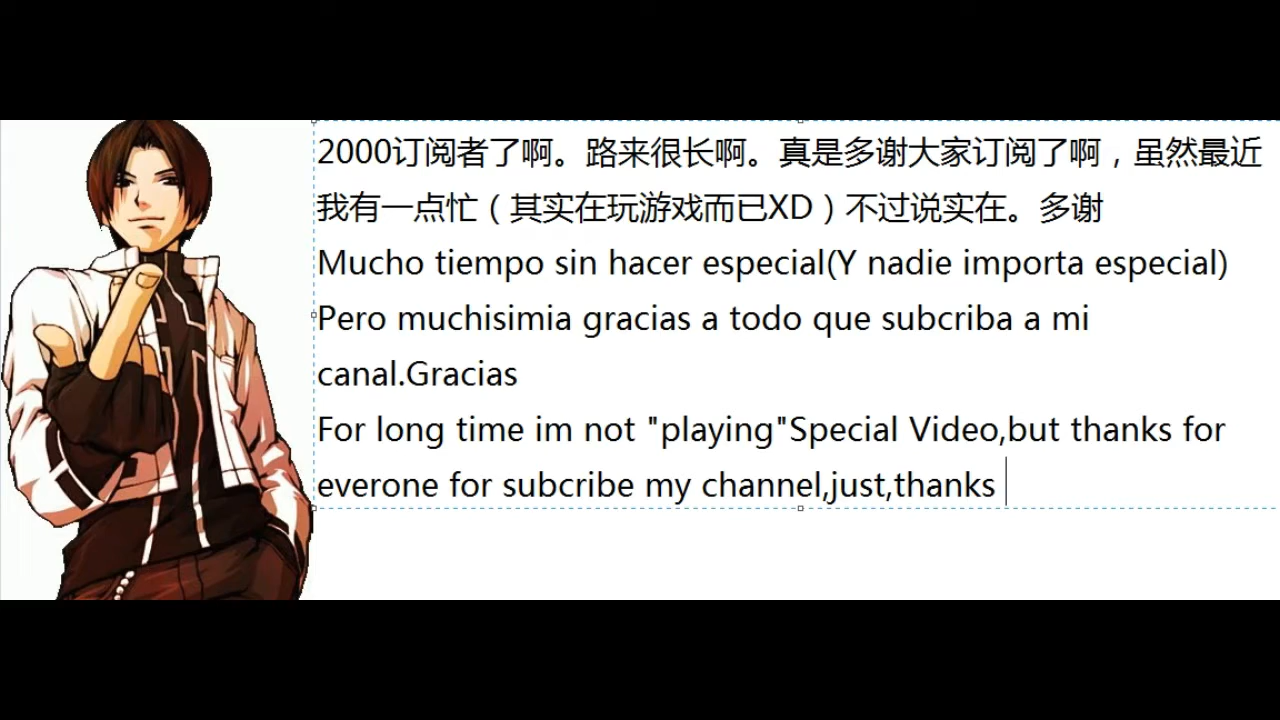 2000订阅者了啊。路来很长啊。真是多谢大家订阅了啊，虽然最近
我有一点忙（其实在玩游戏而已XD）不过说实在。多谢
Mucho tiempo sin hacer especial(Y nadie importa especial)
Pero muchisimia gracias a todo que subcriba a mi
canal.Gracias
For long time im not "playing"Special Video,but thanks for
everone for subcribe my channel,just,thanks